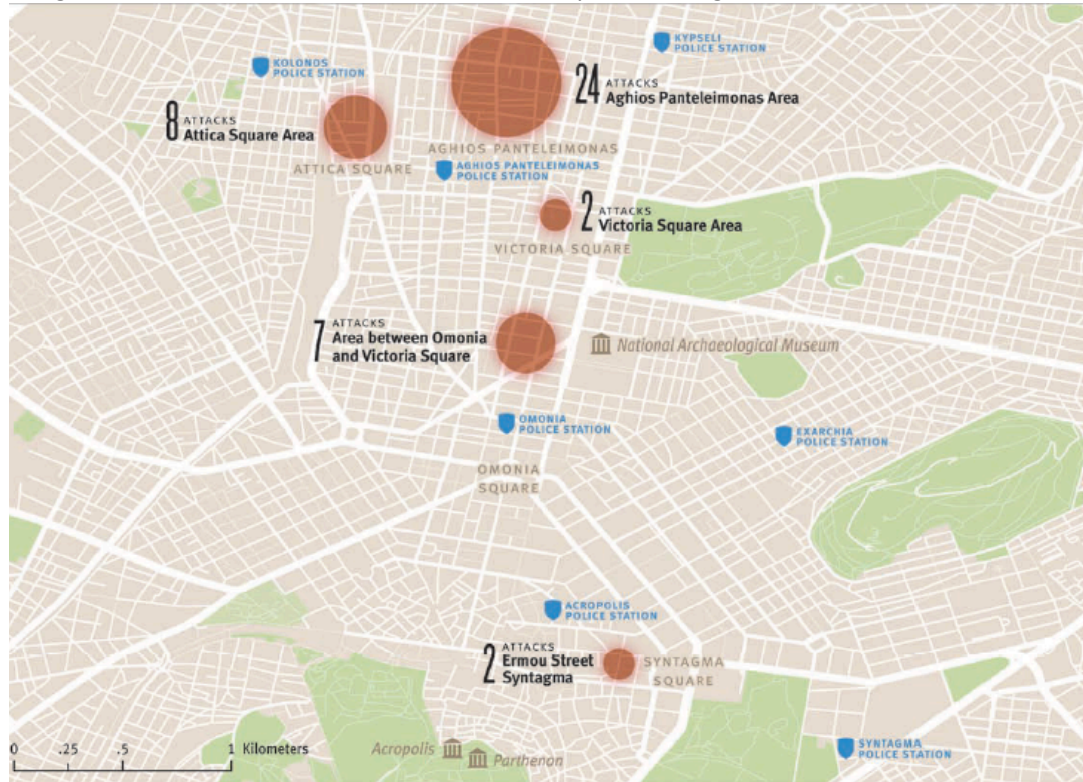 KYPSELI
POLICE STATION
KOLONOS
POLICE STATION
24 ATTACKS
Aghios Panteleimonas Area
8 ATTACKS
Attica Square Area
AGHIOS PANTELEIMONAS
ATTICA SQUARE
AGHIOS PANTELEIMONAS
POLICE STATION
2 ATTACKS
Victoria Square Area
VICTORIA SQUARE
7 ATTACKS
Area between Omonia
and Victoria Square
National Archaeological Museum
OMONIA
POLICE STATION
EXARCHIA
POLICE STATION
OMONIA
SQUARE
ACROPOLIS
POLICE STATION
2 ATTACKS
Ermou Street
Syntagma
SYNTAGMA
SQUARE
0 .25 .5 1 Kilometers
Acropolis
Parthenon
SYNTAGMA
POLICE STATION